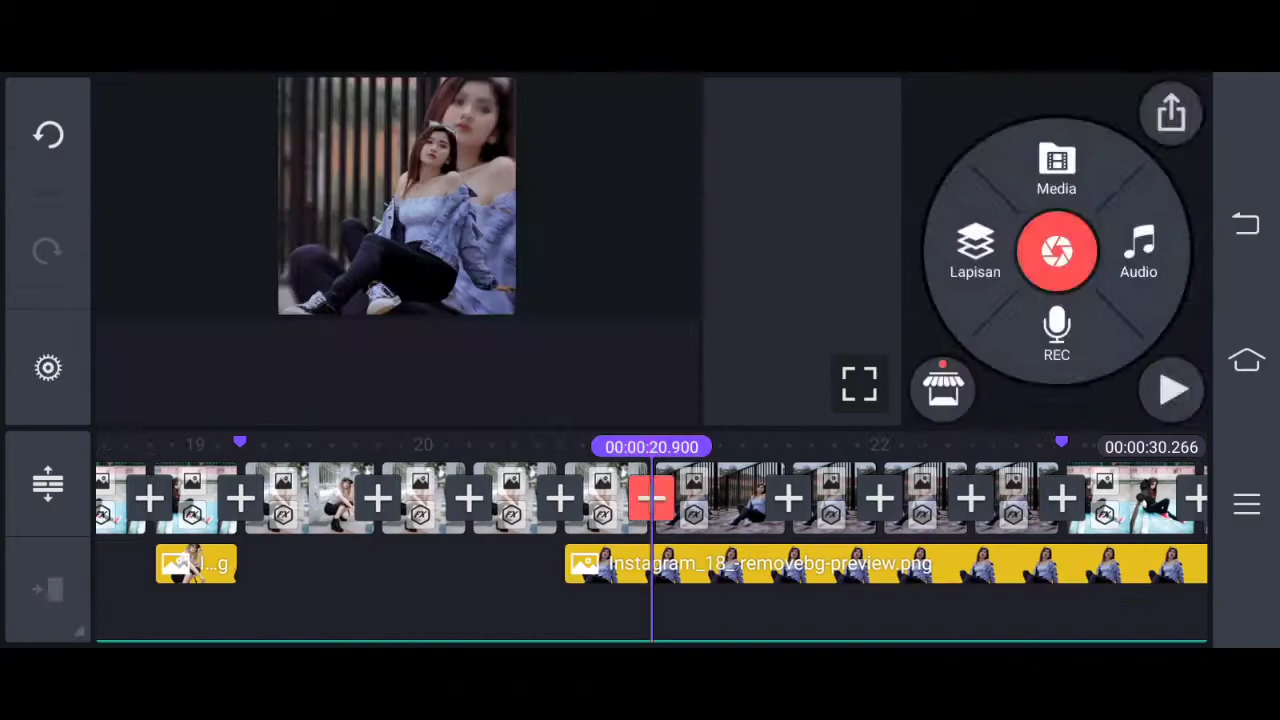 Media
Lapisan
Audio
REC
19
20
00:00:20.900
22
00:00:30.266
I...g
Instagram_18_-removebg-preview.png